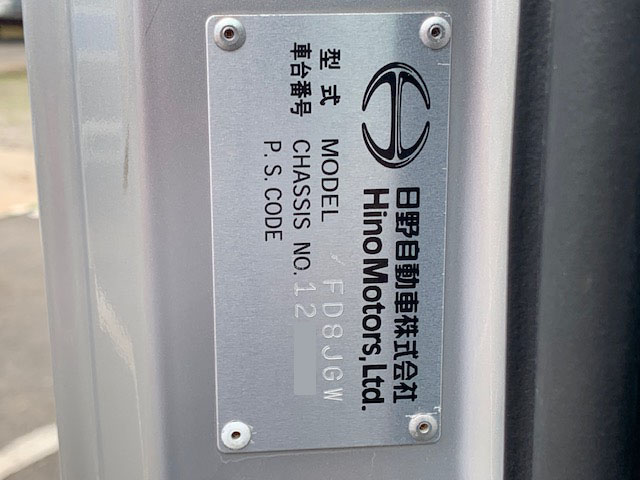 日野自動車株式会社
Hino Motors, Ltd.
型式 MODEL FD8JGW
車台番号 CHASSIS NO. 12
P. S. CODE